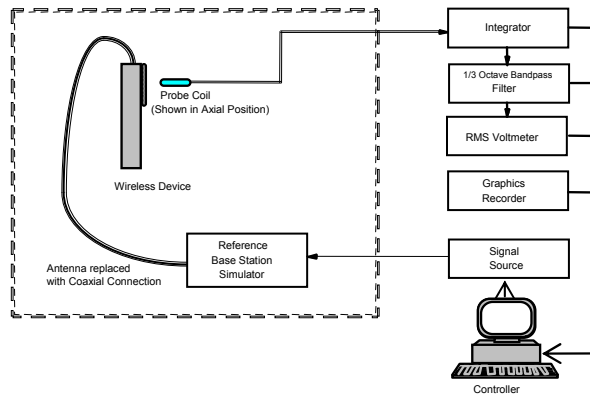 Integrator
1/3 Octave Bandpass
Filter
RMS Voltmeter
Graphics
Recorder
Signal
Source
Controller
Probe Coil
(Shown in Axial Position)
Wireless Device
Reference
Base Station
Simulator
Antenna replaced
with Coaxial Connection